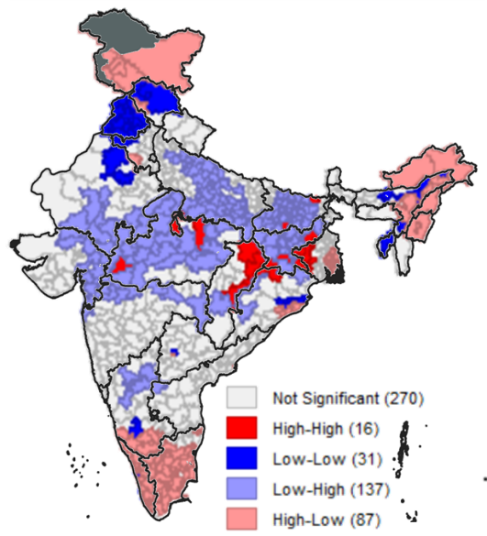 Not Significant (270)
High-High (16)
Low-Low (31)
Low-High (137)
High-Low (87)